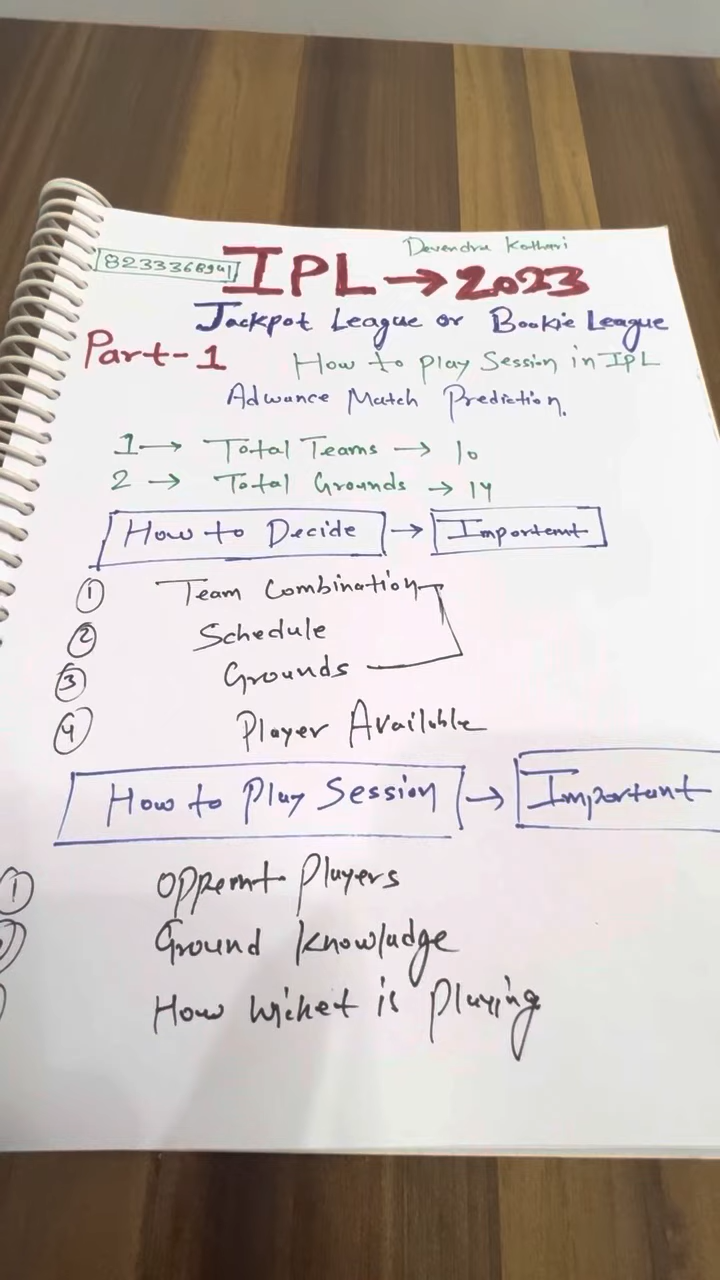 Devendra Kothari
8233368941
IPL → 2023
Jackpot League or Bookie League
Part-1
How to play Session in IPL
Adwance Match Prediction.
1 → Total Teams → 10
2 → Total Grounds → 14
How to Decide → Importemt
① Team Combination
② Schedule
③ Grounds
④ Player Available
How to Play Session → Important
① Oppemt Players
Ground knowludge
How wicket is playing